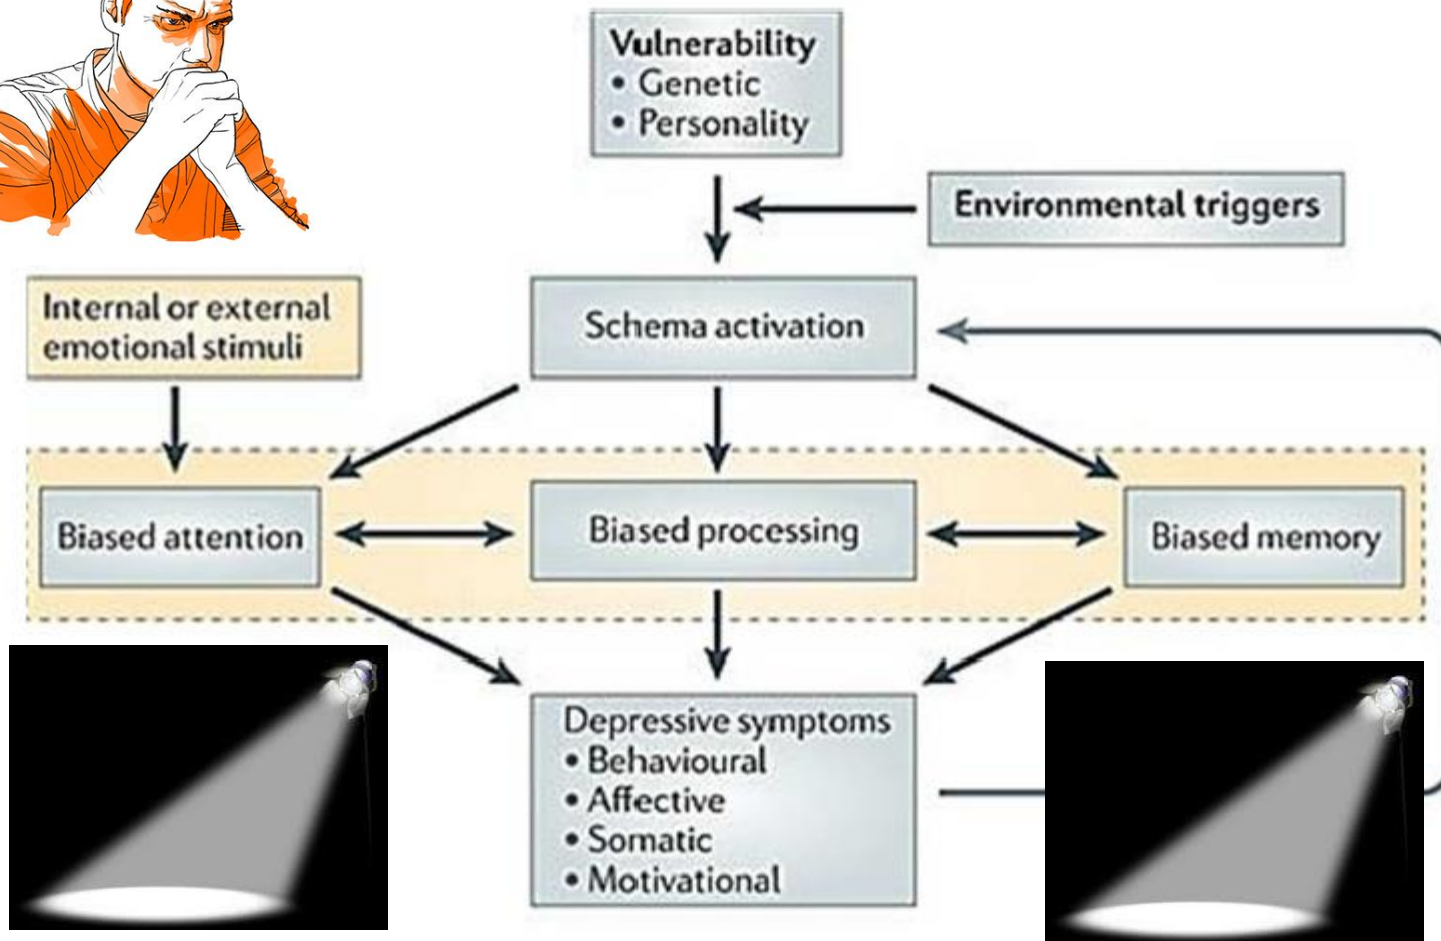 Vulnerability
• Genetic
• Personality
Environmental triggers
Internal or external
emotional stimuli
Schema activation
Biased attention
Biased processing
Biased memory
Depressive symptoms
• Behavioural
• Affective
• Somatic
• Motivational